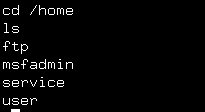 cd /home
ls
ftp
msfadmin
service
user